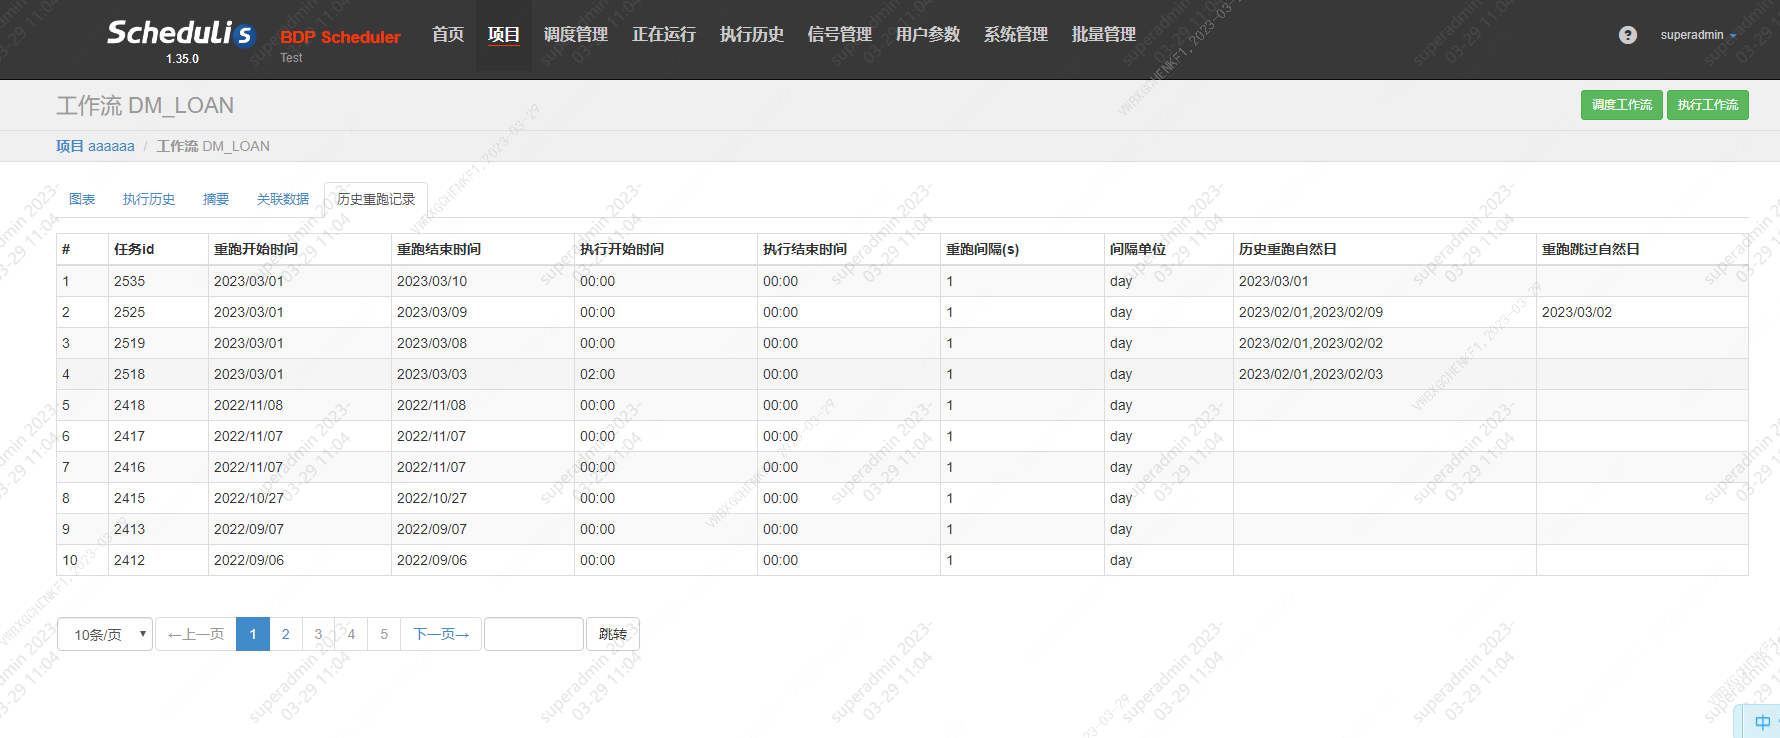 Schedulis
1.35.0
BDP Scheduler
Test
首页 项目 调度管理 正在运行 执行历史 信号管理 用户参数 系统管理 批量管理
? superadmin
工作流 DM_LOAN
调度工作流 执行工作流
项目 aaaaaa / 工作流 DM_LOAN
图表 执行历史 摘要 关联数据 历史重跑记录
# 任务id 重跑开始时间 重跑结束时间 执行开始时间 执行结束时间 重跑间隔(s) 间隔单位 历史重跑自然日 重跑跳过自然日
1 2535 2023/03/01 2023/03/10 00:00 00:00 1 day 2023/03/01
2 2525 2023/03/01 2023/03/09 00:00 00:00 1 day 2023/02/01,2023/02/09 2023/03/02
3 2519 2023/03/01 2023/03/08 00:00 00:00 1 day 2023/02/01,2023/02/02
4 2518 2023/03/01 2023/03/03 02:00 00:00 1 day 2023/02/01,2023/02/03
5 2418 2022/11/08 2022/11/08 00:00 00:00 1 day
6 2417 2022/11/07 2022/11/07 00:00 00:00 1 day
7 2416 2022/11/07 2022/11/07 00:00 00:00 1 day
8 2415 2022/10/27 2022/10/27 00:00 00:00 1 day
9 2413 2022/09/07 2022/09/07 00:00 00:00 1 day
10 2412 2022/09/06 2022/09/06 00:00 00:00 1 day
10条/页 ←上一页 1 2 3 4 5 下一页→ 跳转
superadmin 2023-
03-29 11:04
中